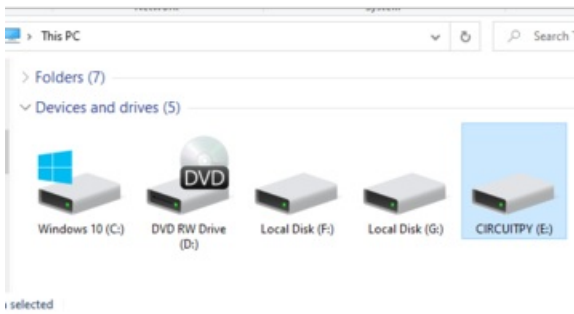 This PC
Search
Folders (7)
Devices and drives (5)
DVD
Windows 10 (C:)
DVD RW Drive
(D:)
Local Disk (F:)
Local Disk (G:)
CIRCUITPY (E:)
selected